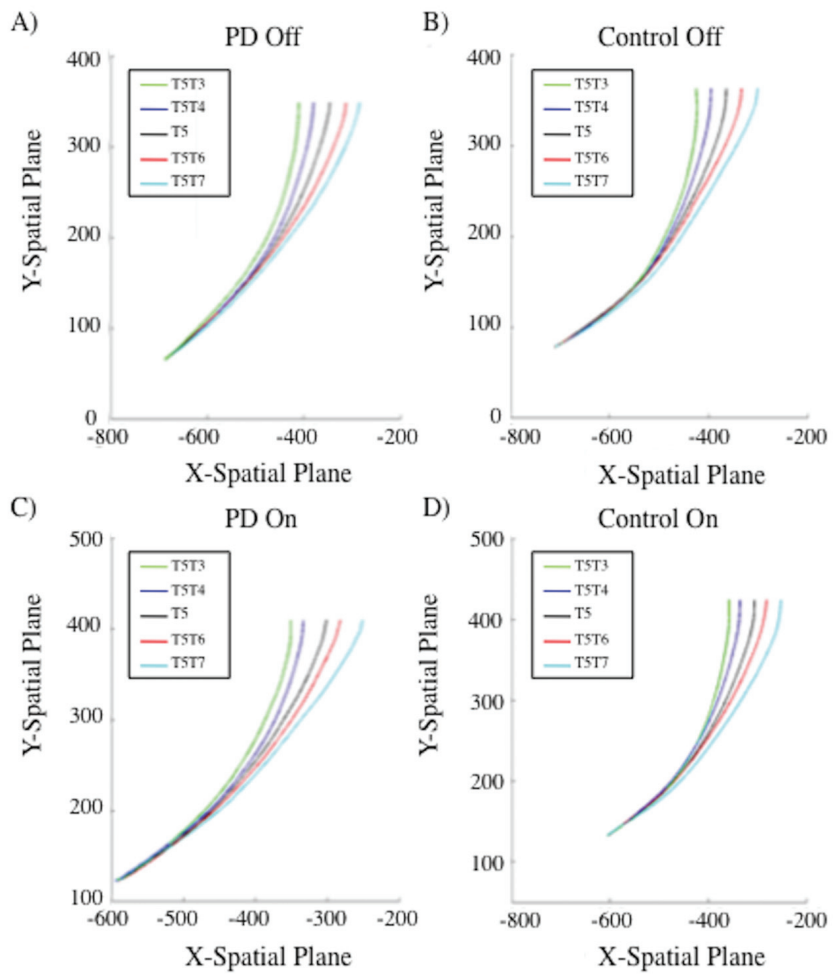 A)
PD Off
400
300
200
100
0
-800
-600
-400
-200
Y-Spatial Plane
X-Spatial Plane
T5T3
T5T4
T5
T5T6
T5T7
B)
Control Off
400
300
200
100
0
-800
-600
-400
-200
Y-Spatial Plane
X-Spatial Plane
T5T3
T5T4
T5
T5T6
T5T7
C)
PD On
500
400
300
200
100
-600
-500
-400
-300
-200
Y-Spatial Plane
X-Spatial Plane
T5T3
T5T4
T5
T5T6
T5T7
D)
Control On
500
400
300
200
100
-800
-600
-400
-200
Y-Spatial Plane
X-Spatial Plane
T5T3
T5T4
T5
T5T6
T5T7